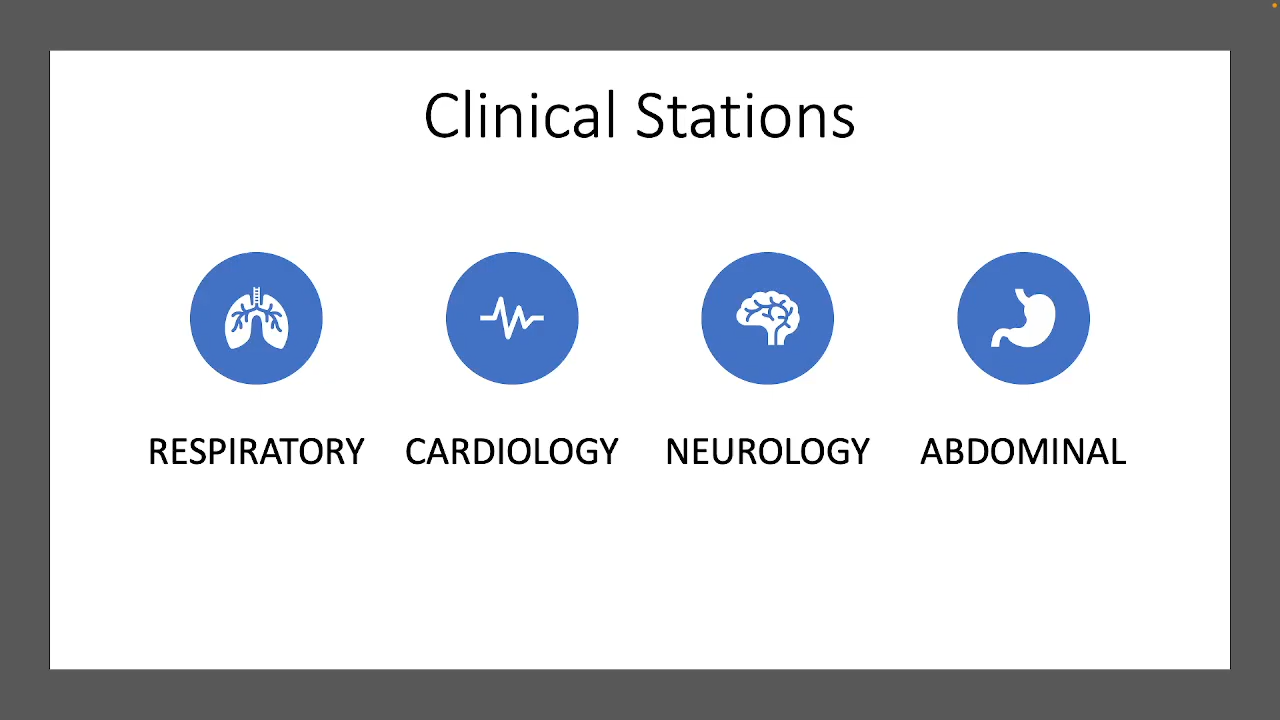 Clinical Stations
RESPIRATORY CARDIOLOGY NEUROLOGY ABDOMINAL